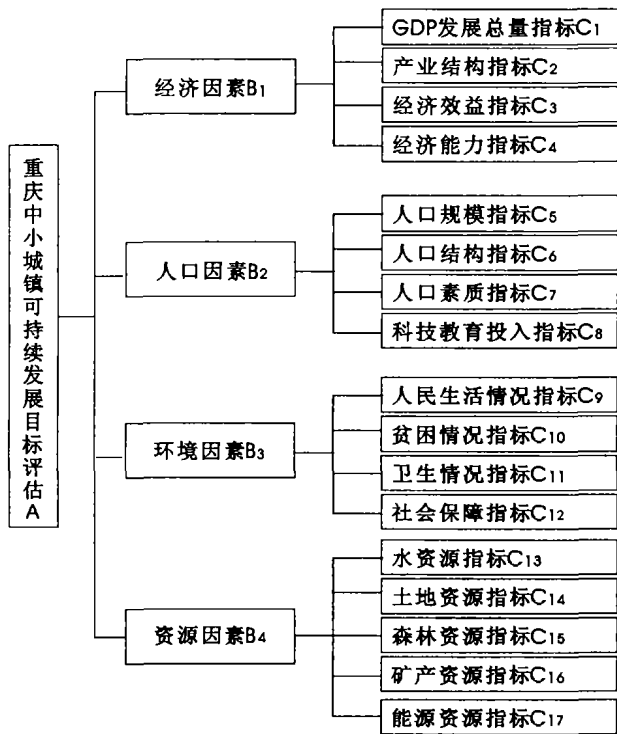 重庆中小城镇可持续发展目标评估A
经济因素B₁
GDP发展总量指标C₁
产业结构指标C₂
经济效益指标C₃
经济能力指标C₄
人口因素B₂
人口规模指标C₅
人口结构指标C₆
人口素质指标C₇
科技教育投入指标C₈
环境因素B₃
人民生活情况指标C₉
贫困情况指标C₁₀
卫生情况指标C₁₁
社会保障指标C₁₂
资源因素B₄
水资源指标C₁₃
土地资源指标C₁₄
森林资源指标C₁₅
矿产资源指标C₁₆
能源资源指标C₁₇